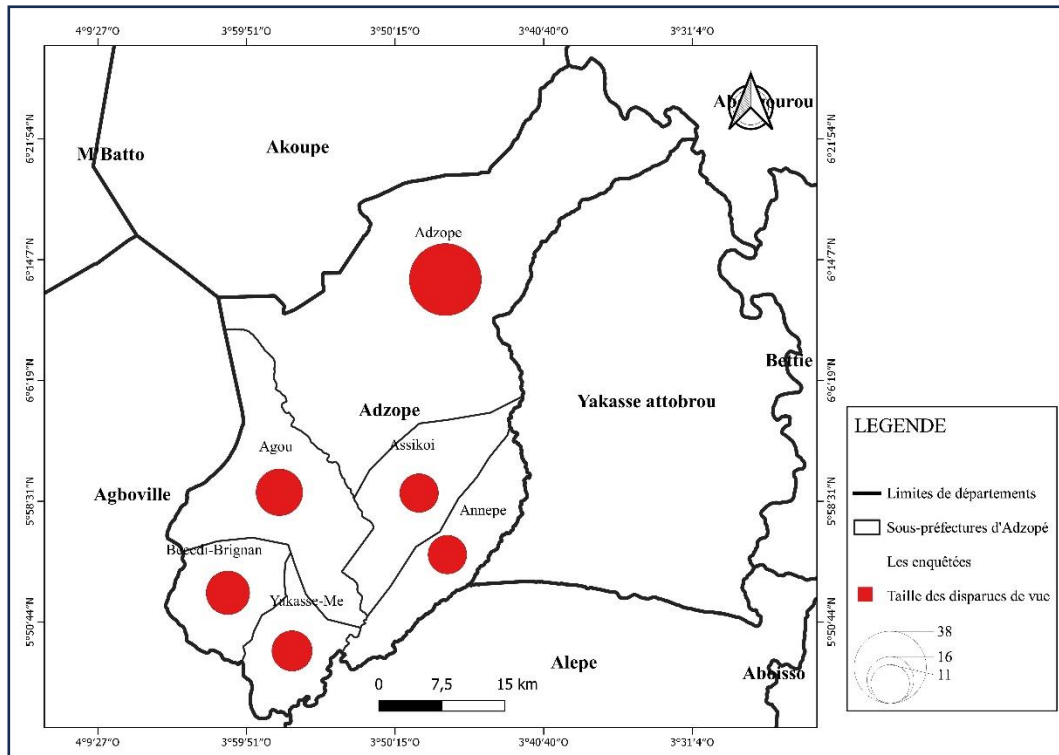 4°9'27"O 3°59'51"O 3°50'15"O 3°40'40"O 3°31'4"O
6°21'54"N 6°21'54"N
M'Batto
Akoupe
Adzope
6°14'7"N 6°14'7"N
6°6'19"N 6°6'19"N
Bettie
Adzope
Yakasse attobrou
Agou
Assikoi
Agboville
5°58'31"N 5°58'31"N
Annepe
Becedi-Brignan
Yakasse-Me
5°50'44"N 5°50'44"N
Alepe
Aboisso
0 7,5 15 km
4°9'27"O 3°59'51"O 3°50'15"O 3°40'40"O 3°31'4"O
LEGENDE
Limites de départements
Sous-préfectures d'Adzopé
Les enquêtées
Taille des disparues de vue
38
16
11